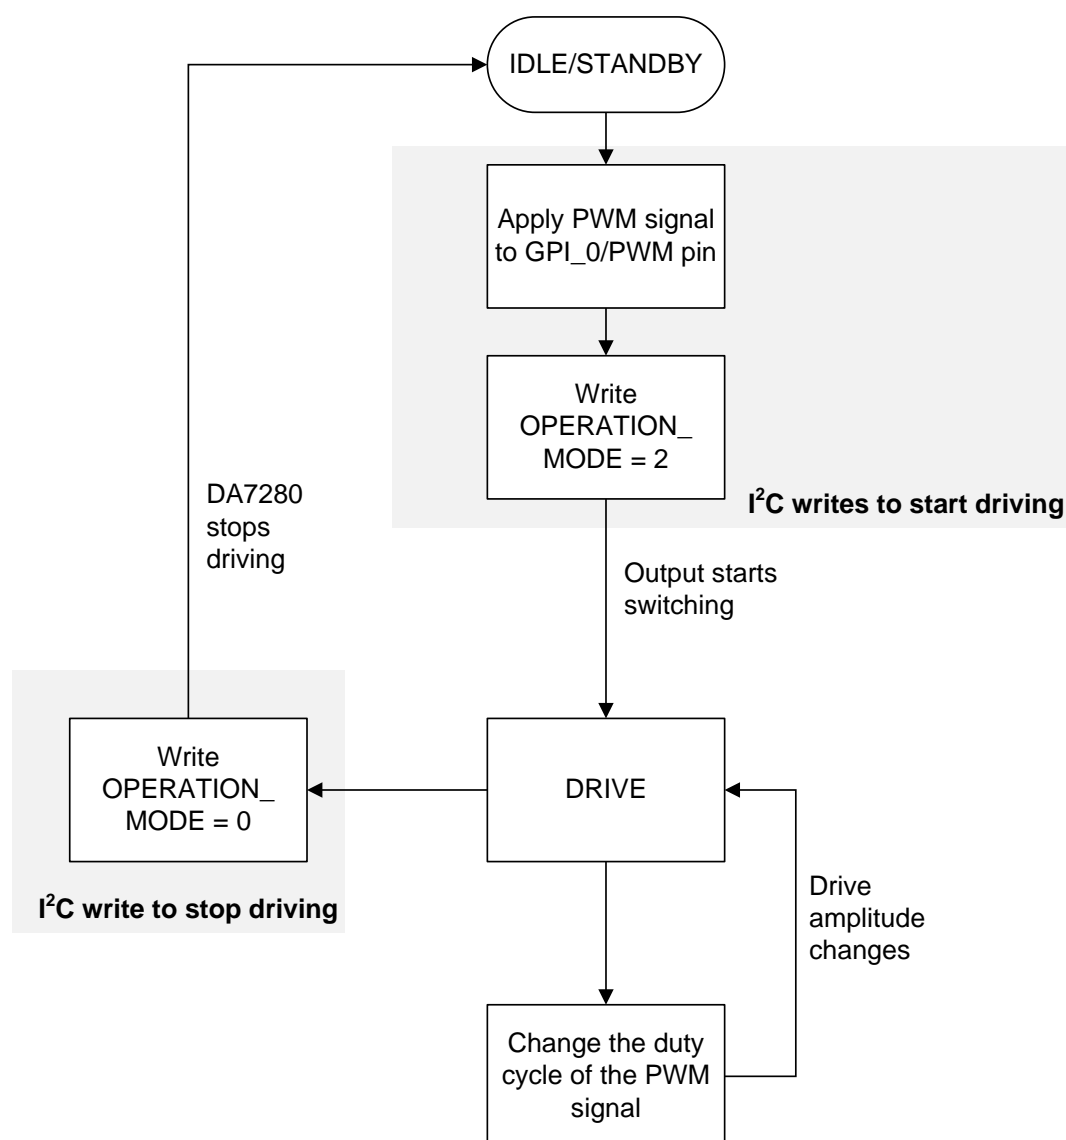 IDLE/STANDBY
Apply PWM signal
to GPI_0/PWM pin
Write
OPERATION_
MODE = 2
I²C writes to start driving
DA7280
stops
driving
Output starts
switching
Write
OPERATION_
MODE = 0
I²C write to stop driving
DRIVE
Drive
amplitude
changes
Change the duty
cycle of the PWM
signal